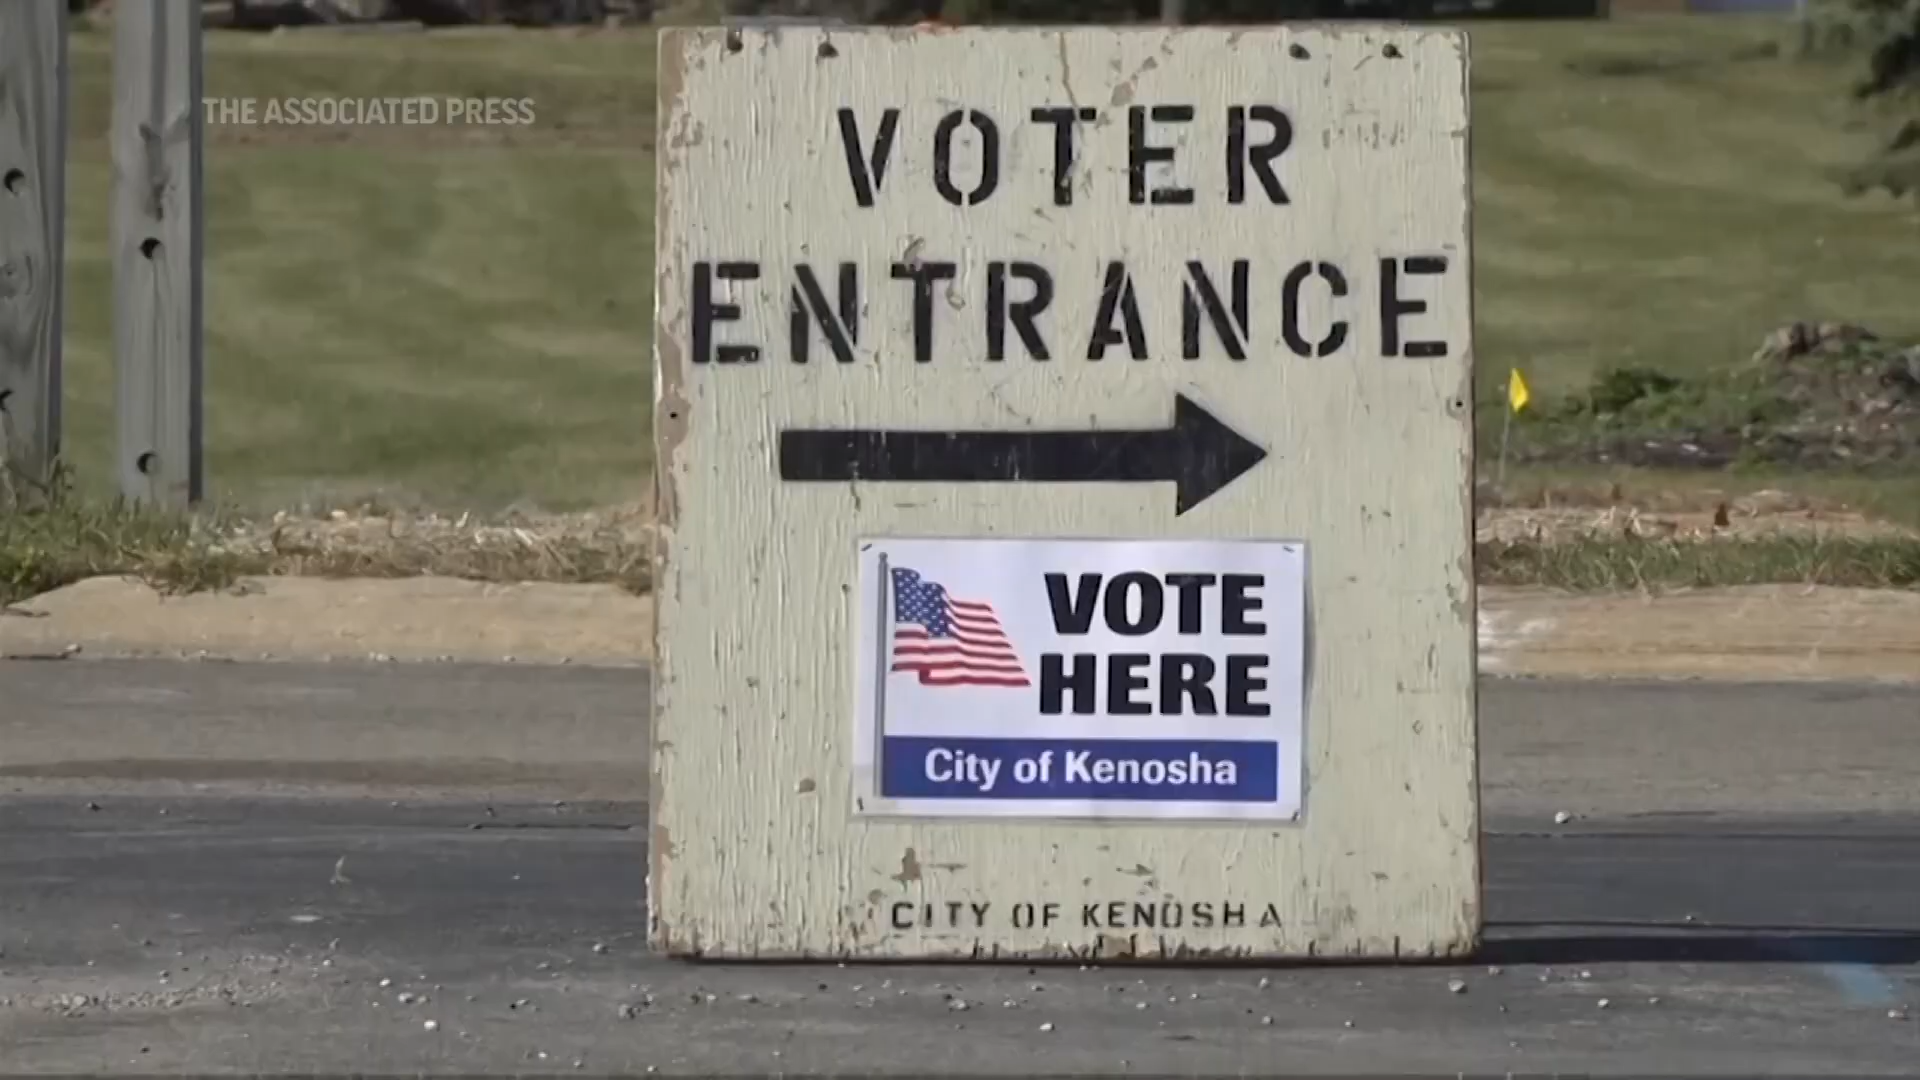 THE ASSOCIATED PRESS
VOTER
ENTRANCE
VOTE
HERE
City of Kenosha
CITY OF KENOSHA